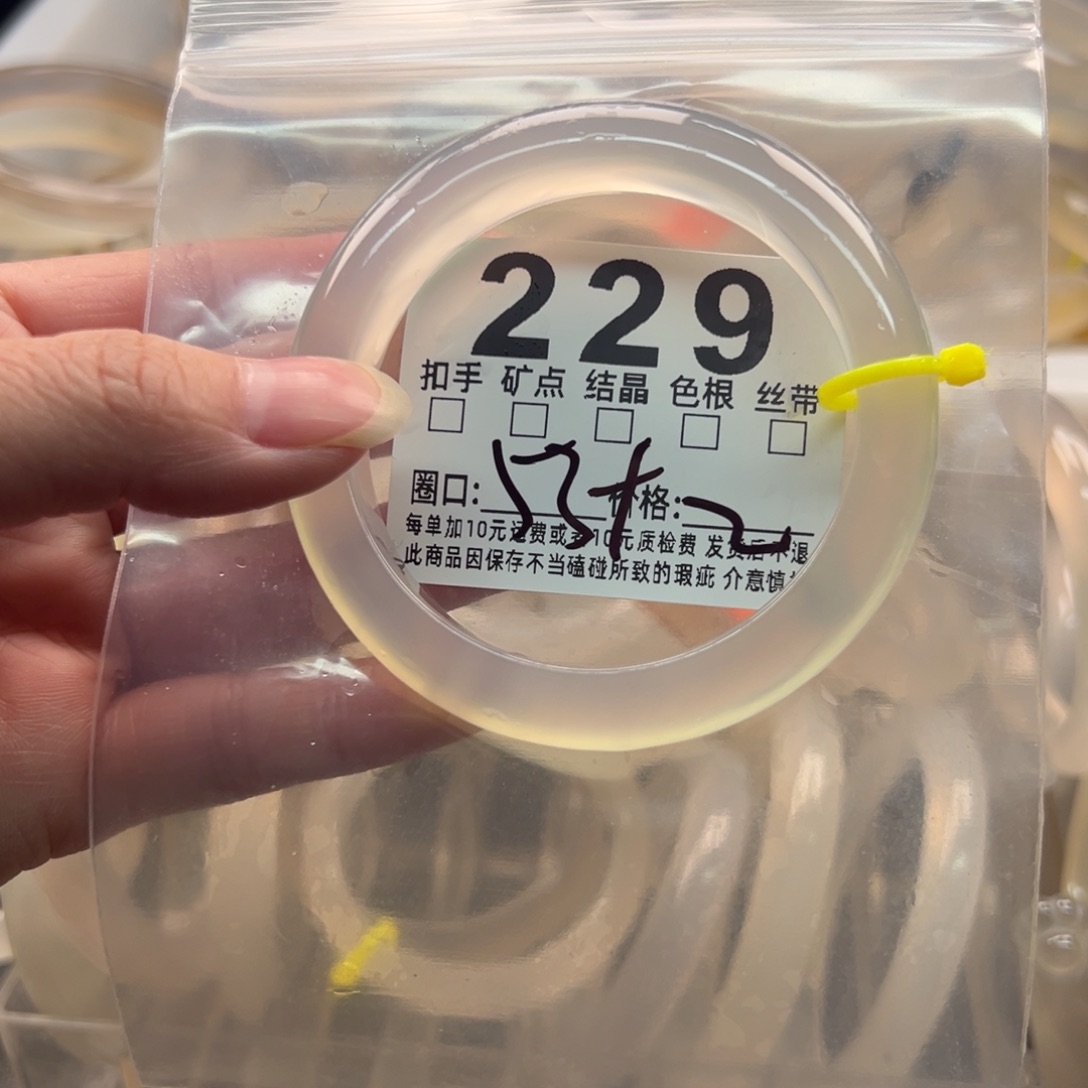 229
扣手 矿点 结晶 色根 丝带
圈口: 价格:
每单加10元运费或 10元质检费 发货后不退
此商品因保存不当磕碰所致的瑕疵 介意慎